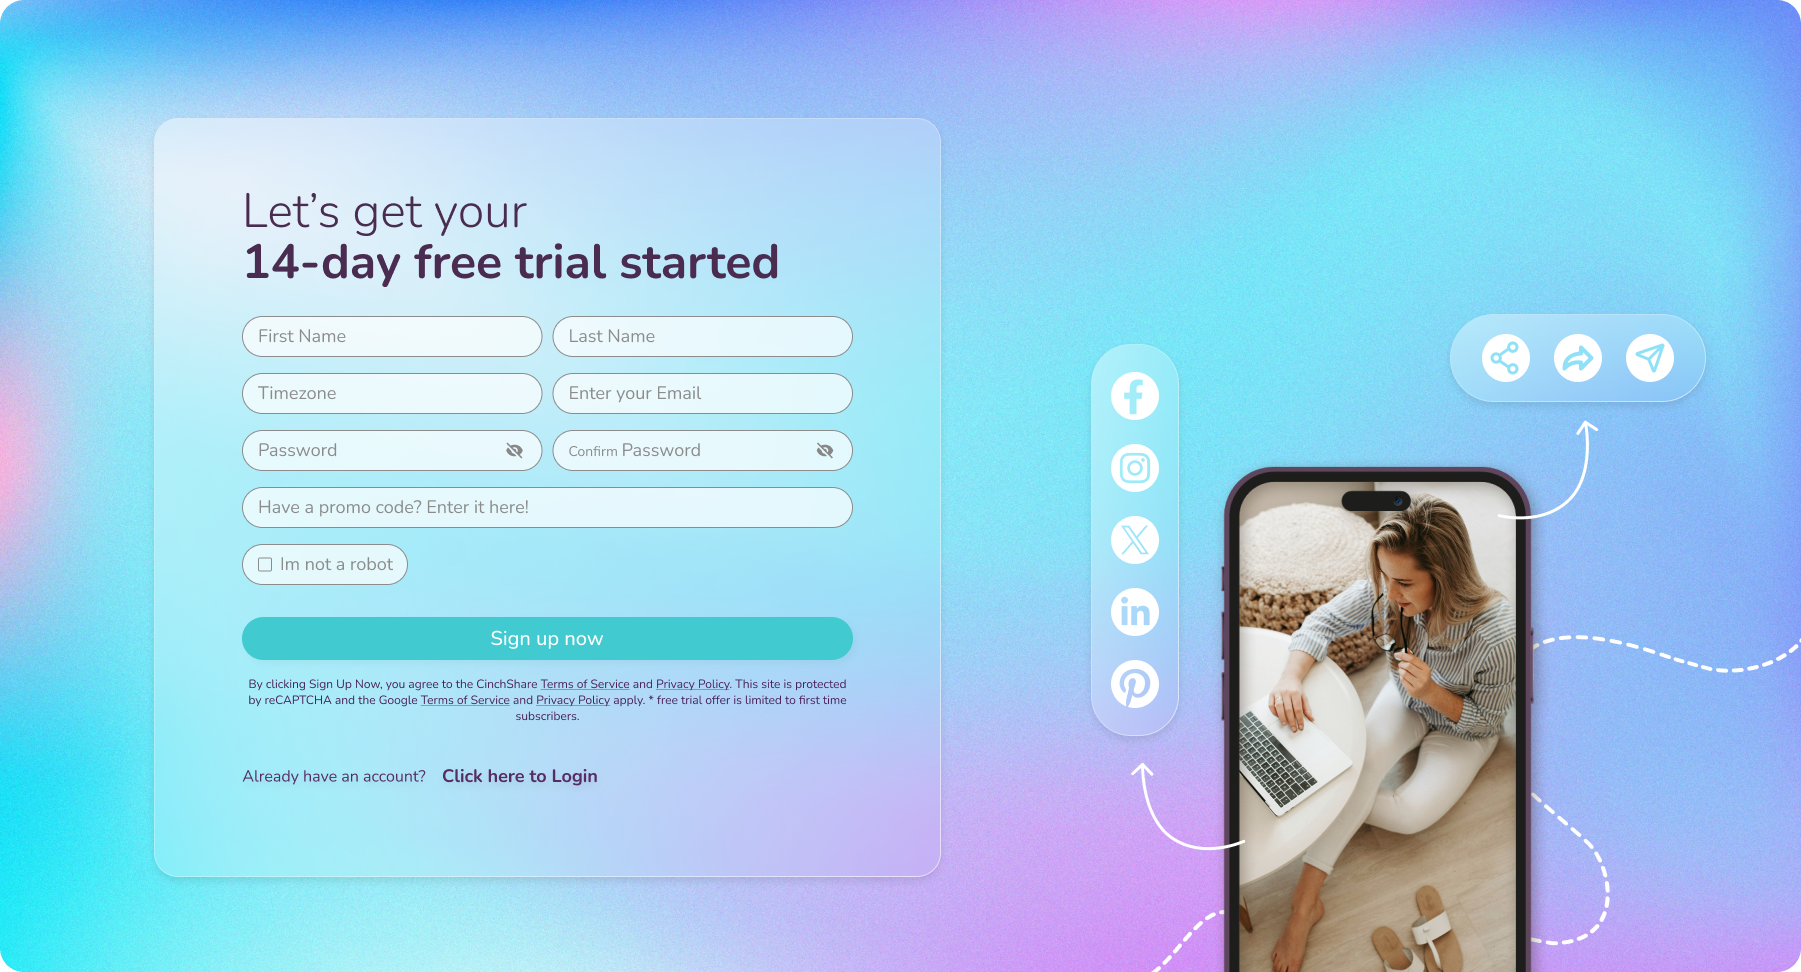 Let’s get your
14-day free trial started
First Name
Last Name
Timezone
Enter your Email
Password
Confirm Password
Have a promo code? Enter it here!
Im not a robot
Sign up now
By clicking Sign Up Now, you agree to the CinchShare Terms of Service and Privacy Policy. This site is protected
by reCAPTCHA and the Google Terms of Service and Privacy Policy apply. * free trial offer is limited to first time
subscribers.
Already have an account? Click here to Login